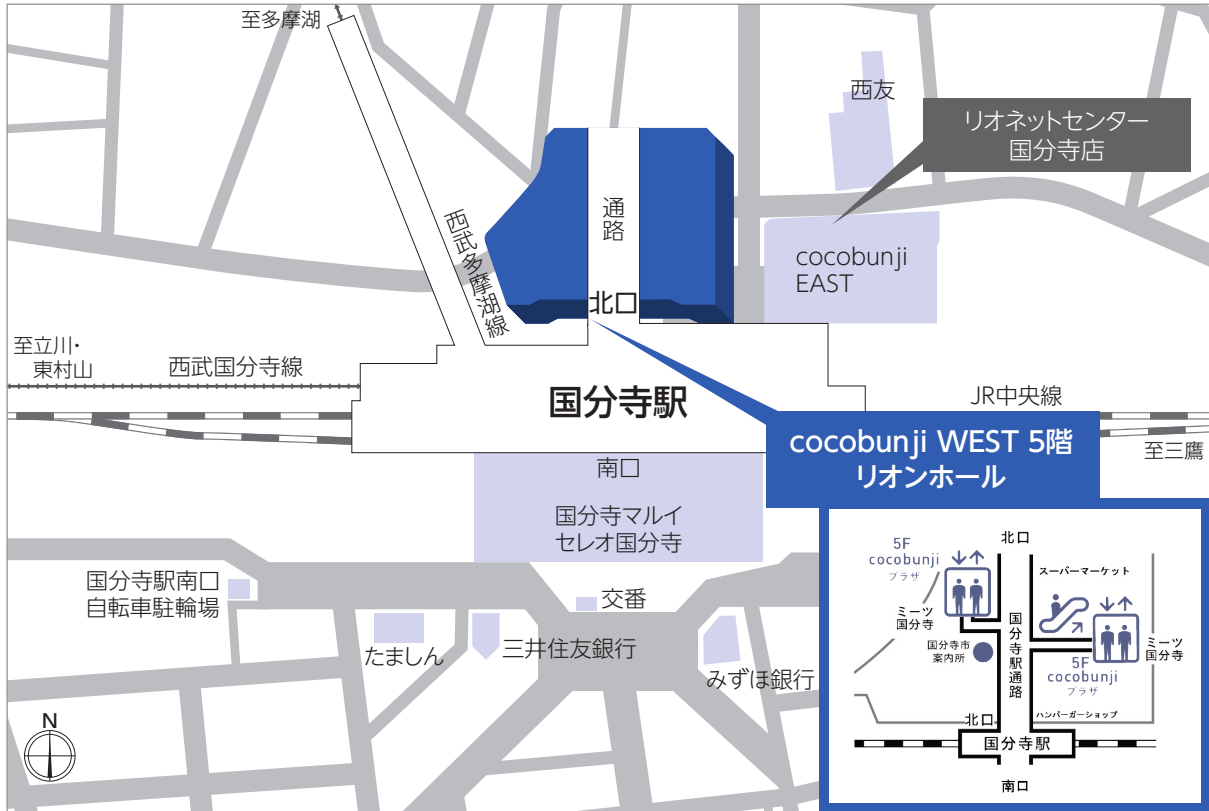 至多摩湖
西友
リオネットセンター
国分寺店
通路
西武多摩湖線
cocobunji
EAST
北口
至立川・
東村山
西武国分寺線
国分寺駅
JR中央線
至三鷹
cocobunji WEST 5階
リオンホール
南口
国分寺マルイ
セレオ国分寺
国分寺駅南口
自転車駐輪場
交番
たましん
三井住友銀行
みずほ銀行
N
北口
5F
cocobunji
プラザ
スーパーマーケット
ミーツ
国分寺
国分寺駅通路
国分寺市
案内所
ミーツ
国分寺
5F
cocobunji
プラザ
北口
ハンバーガーショップ
国分寺駅
南口